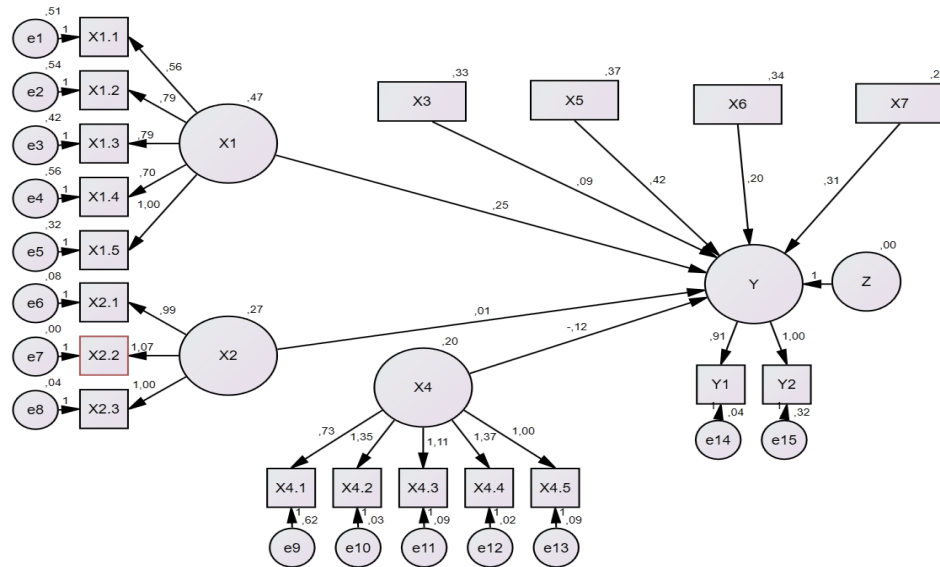 ,51
e1 1 X1.1
,54
e2 1 X1.2
,42
e3 1 X1.3
,56
e4 1 X1.4
,32
e5 1 X1.5
,56
,79
,79
,70
1,00
,47
X1
,08
e6 1 X2.1
,00
e7 1 X2.2
,04
e8 1 X2.3
,99
1,07
1,00
,27
X2
,33
X3
,37
X5
,34
X6
X7
,09
,42
,20
,31
,25
,01
-,12
Y
1
,00
Z
,91
1,00
Y1
Y2
1 ,04
1 ,32
e14
e15
,20
X4
,73
1,35
1,11
1,37
1,00
X4.1
X4.2
X4.3
X4.4
X4.5
1 ,62
1 ,03
1 ,09
1 ,02
1 ,09
e9
e10
e11
e12
e13